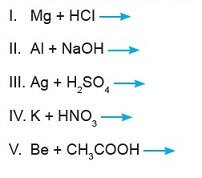 I. Mg + HCl ⟶
II. Al + NaOH ⟶
III. Ag + H₂SO₄ ⟶
IV. K + HNO₃ ⟶
V. Be + CH₃COOH ⟶